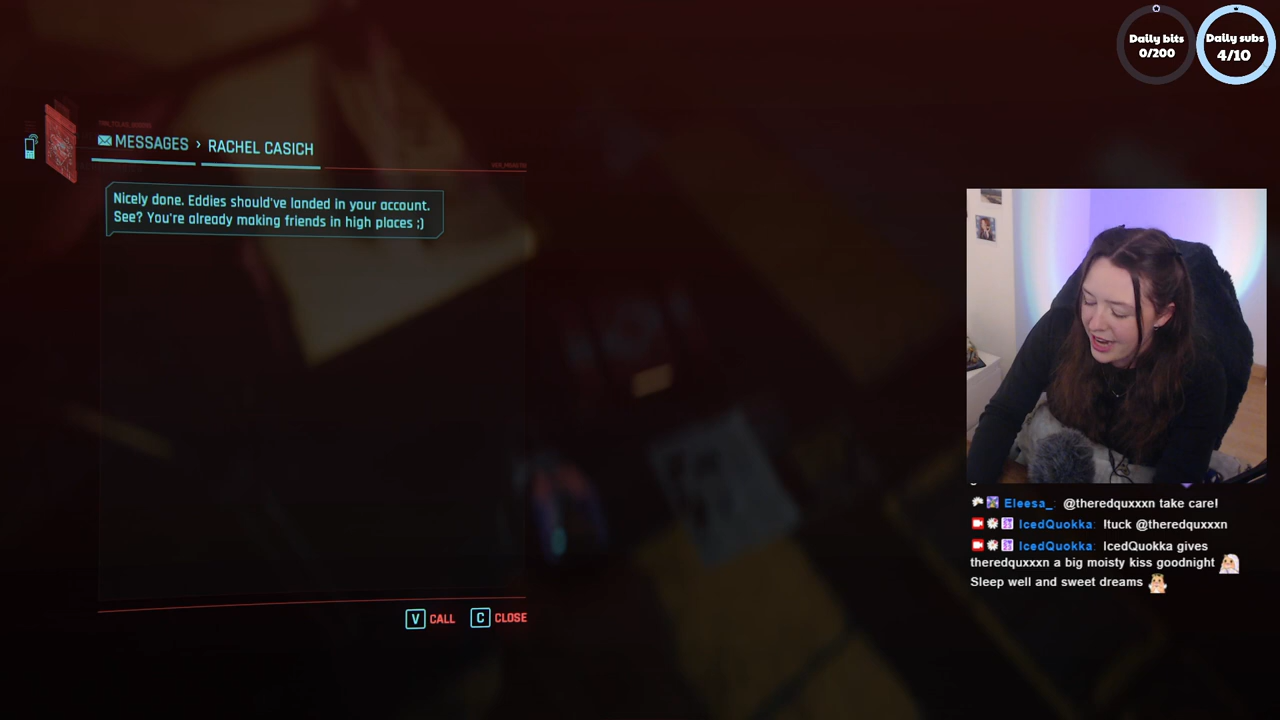 Daily bits
0/200
Daily subs
4/10
MESSAGES › RACHEL CASICH
Nicely done. Eddies should've landed in your account.
See? You're already making friends in high places ;)
V CALL C CLOSE
Eleesa_: @theredquxxxn take care!
IcedQuokka: ltuck @theredquxxxn
IcedQuokka: IcedQuokka gives
theredquxxxn a big moisty kiss goodnight
Sleep well and sweet dreams